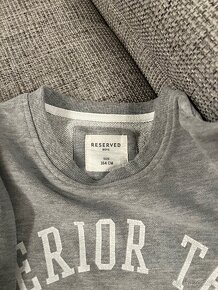 RESERVED
BOYS
SIZE
164 CM
ERIOR T